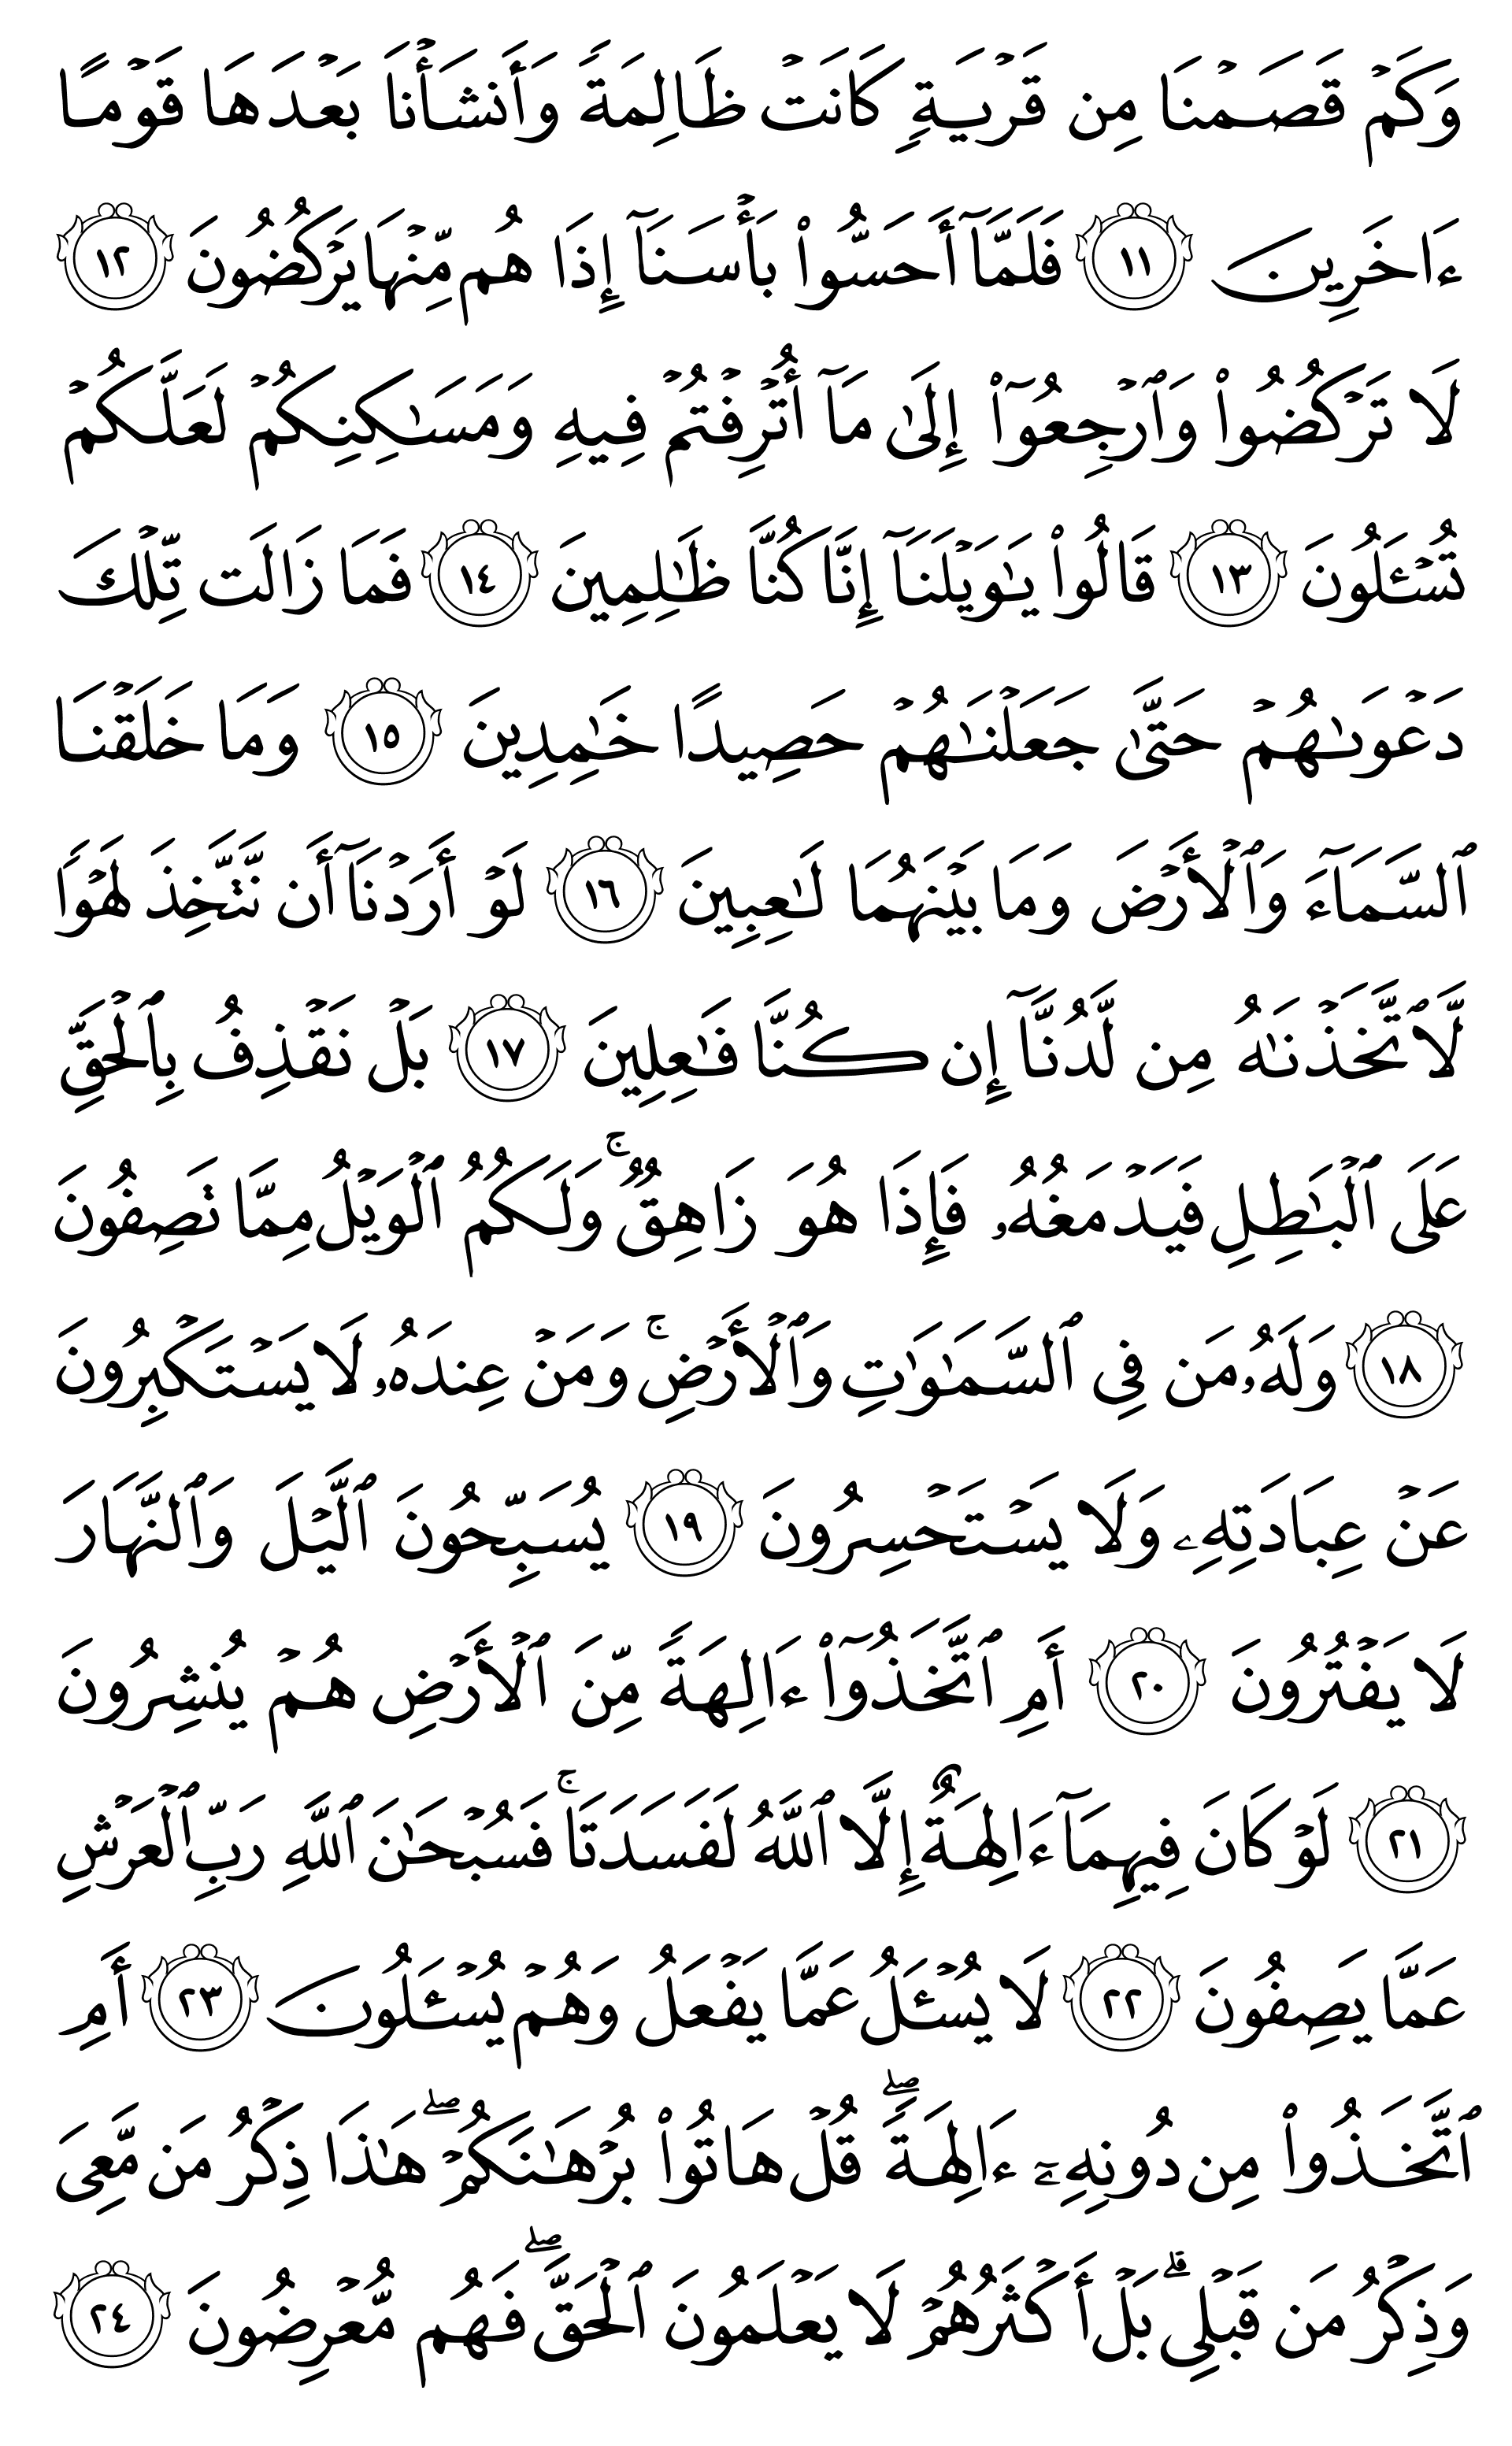 وَكَمۡ قَصَمۡنَا مِن قَرۡيَةٖ كَانَتۡ ظَالِمَةٗ وَأَنشَأۡنَا بَعۡدَهَا قَوۡمًا
ءَاخَرِينَ ١١ فَلَمَّآ أَحَسُّواْ بَأۡسَنَآ إِذَا هُم مِّنۡهَا يَرۡكُضُونَ ١٢
لَا تَرۡكُضُواْ وَٱرۡجِعُوٓاْ إِلَىٰ مَآ أُتۡرِفۡتُمۡ فِيهِ وَمَسَٰكِنِكُمۡ لَعَلَّكُمۡ
تُسۡـَٔلُونَ ١٣ قَالُواْ يَٰوَيۡلَنَآ إِنَّا كُنَّا ظَٰلِمِينَ ١٤ فَمَا زَالَت تِّلۡكَ
دَعۡوَىٰهُمۡ حَتَّىٰ جَعَلۡنَٰهُمۡ حَصِيدًا خَٰمِدِينَ ١٥ وَمَا خَلَقۡنَا
ٱلسَّمَآءَ وَٱلۡأَرۡضَ وَمَا بَيۡنَهُمَا لَٰعِبِينَ ١٦ لَوۡ أَرَدۡنَآ أَن نَّتَّخِذَ لَهۡوٗا
لَّٱتَّخَذۡنَٰهُ مِن لَّدُنَّآ إِن كُنَّا فَٰعِلِينَ ١٧ بَلۡ نَقۡذِفُ بِٱلۡحَقِّ
عَلَى ٱلۡبَٰطِلِ فَيَدۡمَغُهُۥ فَإِذَا هُوَ زَاهِقٞۚ وَلَكُمُ ٱلۡوَيۡلُ مِمَّا تَصِفُونَ
١٨ وَلَهُۥ مَن فِي ٱلسَّمَٰوَٰتِ وَٱلۡأَرۡضِۚ وَمَنۡ عِندَهُۥ لَا يَسۡتَكۡبِرُونَ
عَنۡ عِبَادَتِهِۦ وَلَا يَسۡتَحۡسِرُونَ ١٩ يُسَبِّحُونَ ٱلَّيۡلَ وَٱلنَّهَارَ
لَا يَفۡتُرُونَ ٢٠ أَمِ ٱتَّخَذُوٓاْ ءَالِهَةٗ مِّنَ ٱلۡأَرۡضِ هُمۡ يُنشِرُونَ
٢١ لَوۡ كَانَ فِيهِمَآ ءَالِهَةٌ إِلَّا ٱللَّهُ لَفَسَدَتَاۚ فَسُبۡحَٰنَ ٱللَّهِ رَبِّ ٱلۡعَرۡشِ
عَمَّا يَصِفُونَ ٢٢ لَا يُسۡـَٔلُ عَمَّا يَفۡعَلُ وَهُمۡ يُسۡـَٔلُونَ ٢٣ أَمِ
ٱتَّخَذُواْ مِن دُونِهِۦٓ ءَالِهَةٗۖ قُلۡ هَاتُواْ بُرۡهَٰنَكُمۡۖ هَٰذَا ذِكۡرُ مَن مَّعِيَ
وَذِكۡرُ مَن قَبۡلِيۚ بَلۡ أَكۡثَرُهُمۡ لَا يَعۡلَمُونَ ٱلۡحَقَّۖ فَهُم مُّعۡرِضُونَ ٢٤